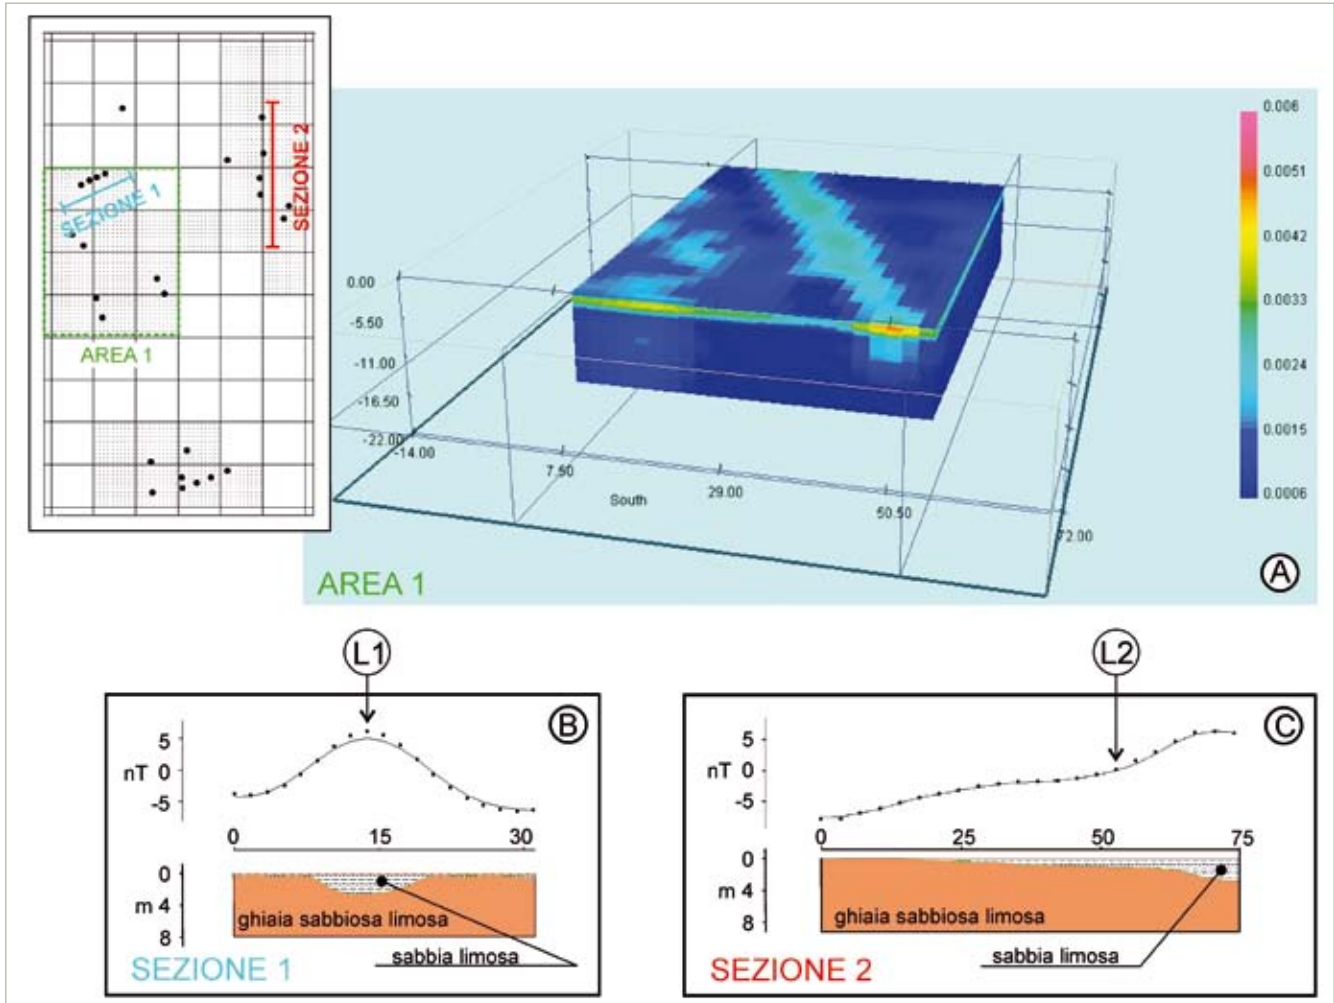 SEZIONE 1
SEZIONE 2
AREA 1
0.00
-5.50
-11.00
-16.50
-22.00
-14.00
7.50
South
29.00
50.50
72.00
0.006
0.0051
0.0042
0.0033
0.0024
0.0015
0.0006
AREA 1
A
L1
B
5
nT 0
-5
0 15 30
0
m 4
8
ghiaia sabbiosa limosa
sabbia limosa
SEZIONE 1
L2
C
5
nT 0
-5
0 25 50 75
0
m 4
8
ghiaia sabbiosa limosa
sabbia limosa
SEZIONE 2